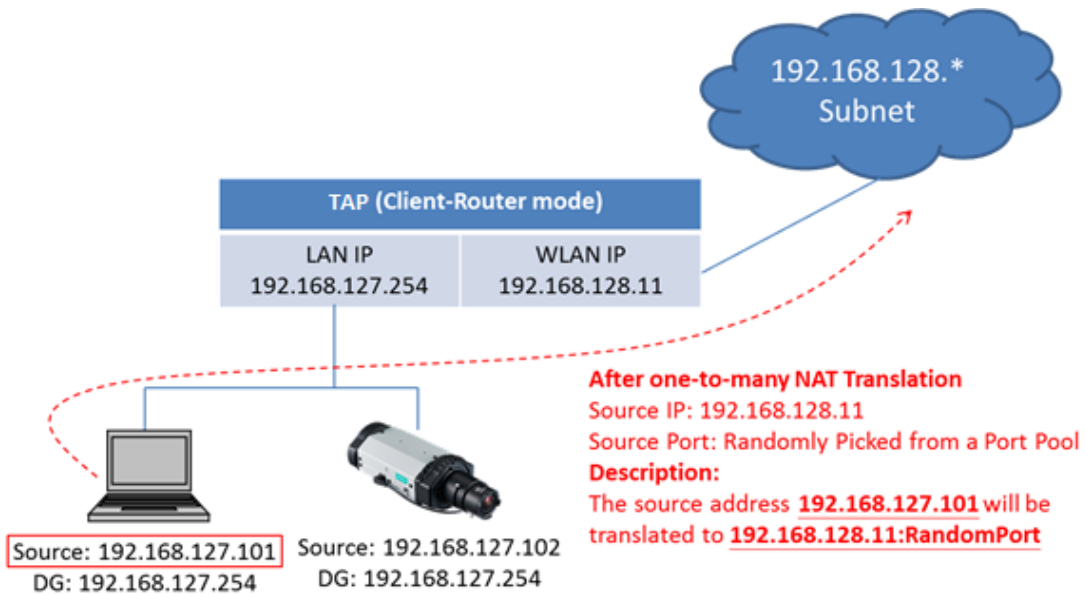 192.168.128.*
Subnet
TAP (Client-Router mode)
LAN IP
192.168.127.254
WLAN IP
192.168.128.11
After one-to-many NAT Translation
Source IP: 192.168.128.11
Source Port: Randomly Picked from a Port Pool
Description:
The source address 192.168.127.101 will be
translated to 192.168.128.11:RandomPort
Source: 192.168.127.101
DG: 192.168.127.254
Source: 192.168.127.102
DG: 192.168.127.254